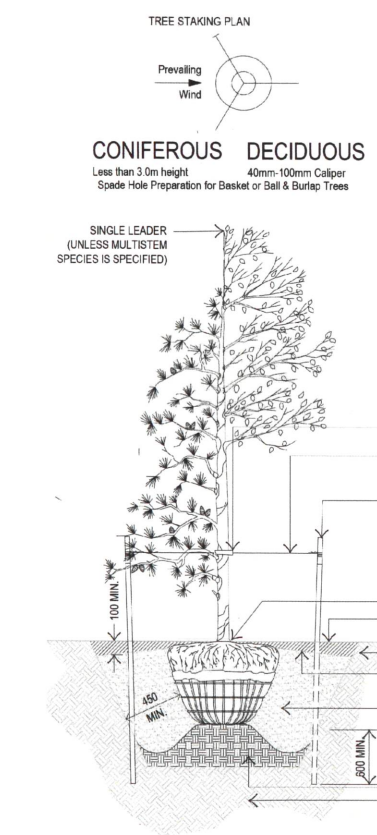 TREE STAKING PLAN
Prevailing
Wind
CONIFEROUS DECIDUOUS
Less than 3.0m height 40mm-100mm Caliper
Spade Hole Preparation for Basket or Ball & Burlap Trees
SINGLE LEADER
(UNLESS MULTISTEM
SPECIES IS SPECIFIED)
100 MIN.
450
MIN.
600 MIN.